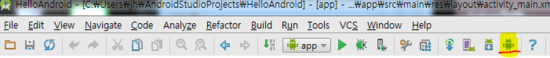 HelloAndroid - [C:₩Users₩jh₩AndroidStudioProjects₩HelloAndroid] - [app] - ...₩app₩src₩main₩res₩layout₩activity_main.xm
File Edit View Navigate Code Analyze Refactor Build Run Tools VCS Window Help
app